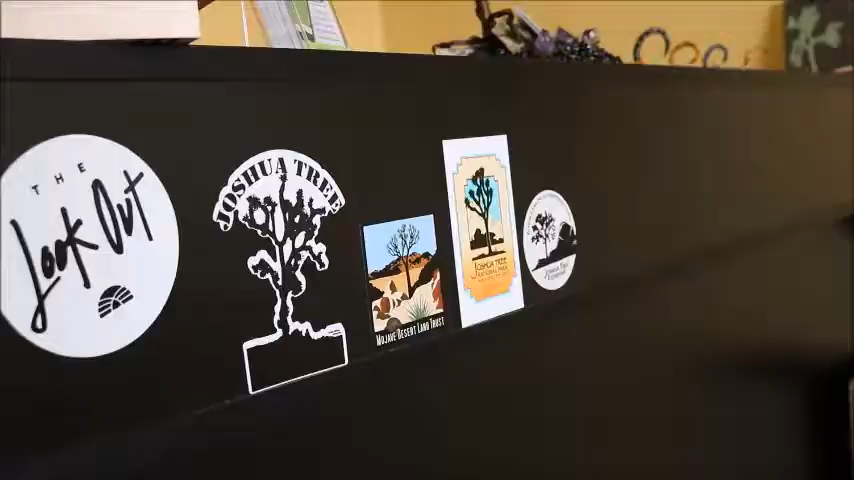 THE
Look Out
JOSHUA TREE
MOJAVE DESERT LAND TRUST
JOSHUA TREE
NATIONAL PARK